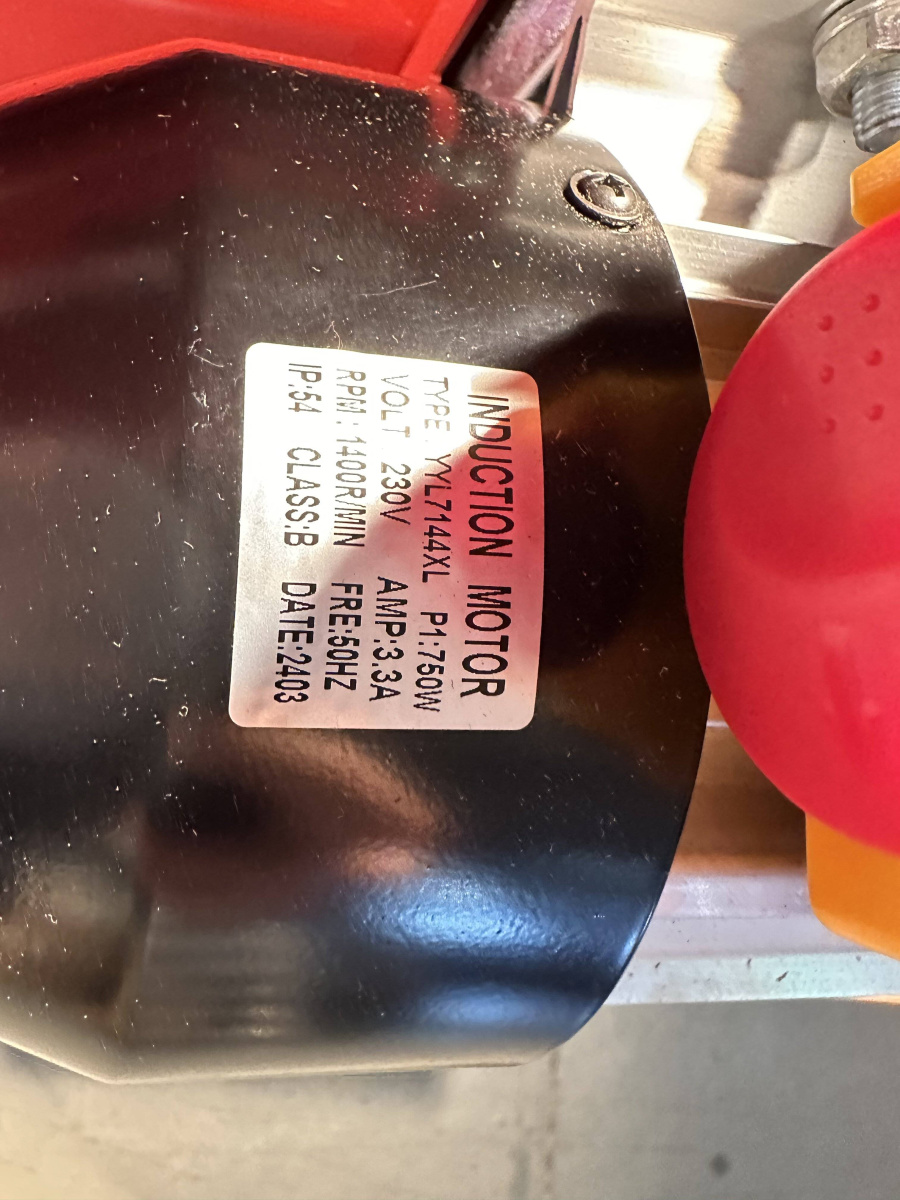 INDUCTION MOTOR
TYPE: YYL7144XL P1:750W
VOLT: 230V AMP:3.3A
RPM: 1400R/MIN FRE:50HZ
IP:54 CLASS:B DATE:2403